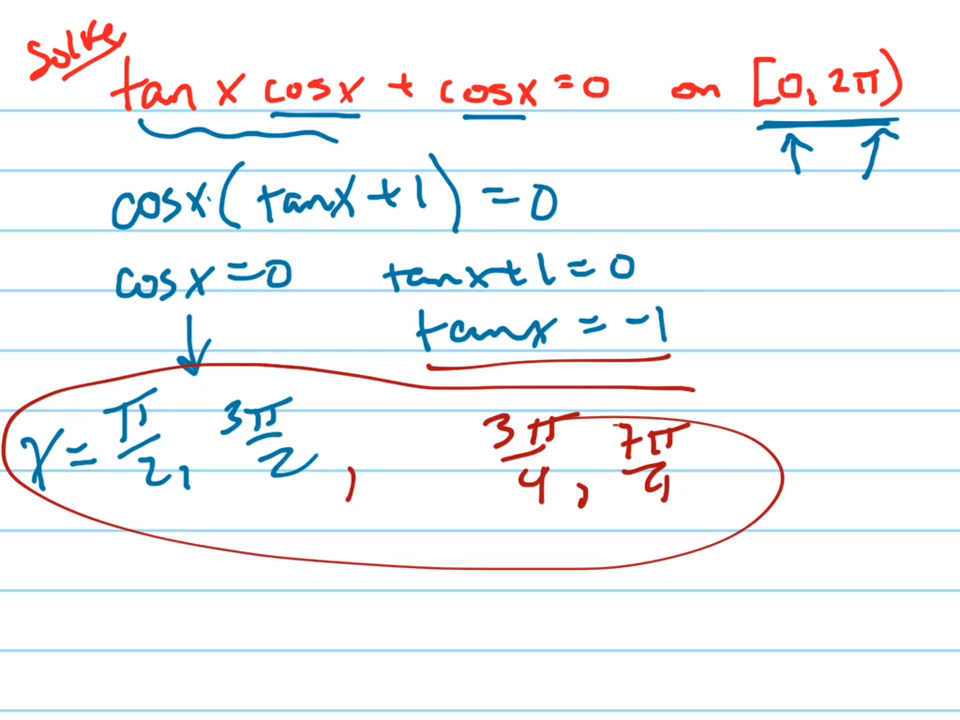 Solve
tan x cos x + cos x = 0 on [0, 2π)
cos x · (tan x + 1) = 0
cos x = 0 tan x + 1 = 0
tan x = -1
x = π/2, 3π/2, 3π/4, 7π/4